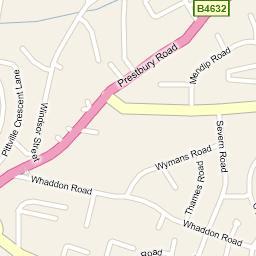 B4632
Prestbury Road
Mendip Road
Pittville Crescent Lane
Windsor Street
Severn Road
Wymans Road
Whaddon Road
Thames Road
Whaddon Road
Road